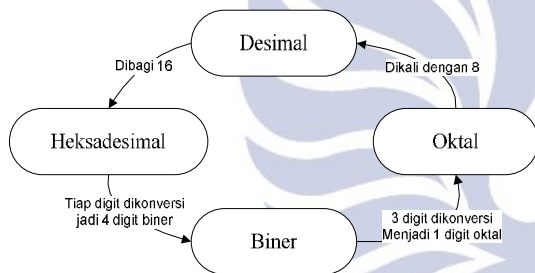 Desimal
Dibagi 16
Dikali dengan 8
Heksadesimal
Oktal
Tiap digit dikonversi
jadi 4 digit biner
Biner
3 digit dikonversi
Menjadi 1 digit oktal